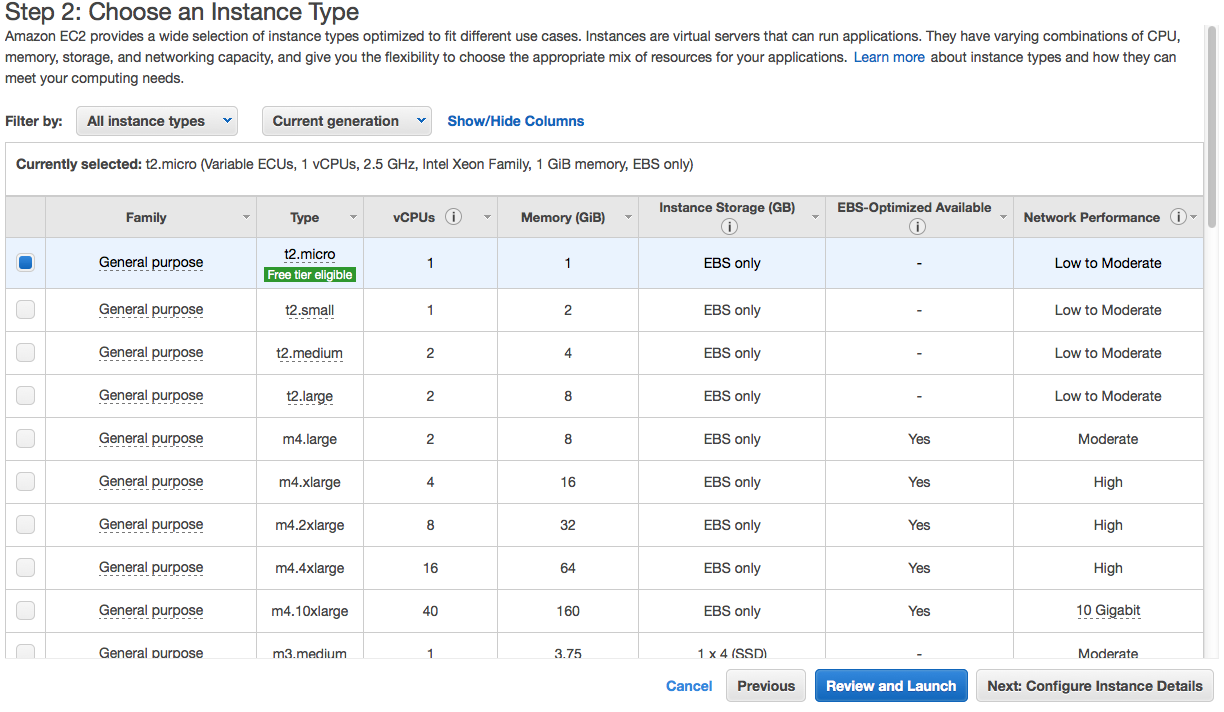 Step 2: Choose an Instance Type
Amazon EC2 provides a wide selection of instance types optimized to fit different use cases. Instances are virtual servers that can run applications. They have varying combinations of CPU,
memory, storage, and networking capacity, and give you the flexibility to choose the appropriate mix of resources for your applications. Learn more about instance types and how they can
meet your computing needs.
Filter by: All instance types Current generation Show/Hide Columns
Currently selected: t2.micro (Variable ECUs, 1 vCPUs, 2.5 GHz, Intel Xeon Family, 1 GiB memory, EBS only)
Family Type vCPUs i Memory (GiB) Instance Storage (GB) i EBS-Optimized Available i Network Performance i
General purpose t2.micro Free tier eligible 1 1 EBS only - Low to Moderate
General purpose t2.small 1 2 EBS only - Low to Moderate
General purpose t2.medium 2 4 EBS only - Low to Moderate
General purpose t2.large 2 8 EBS only - Low to Moderate
General purpose m4.large 2 8 EBS only Yes Moderate
General purpose m4.xlarge 4 16 EBS only Yes High
General purpose m4.2xlarge 8 32 EBS only Yes High
General purpose m4.4xlarge 16 64 EBS only Yes High
General purpose m4.10xlarge 40 160 EBS only Yes 10 Gigabit
General purpose m3.medium 1 3.75 1 x 4 (SSD) - Moderate
Cancel Previous Review and Launch Next: Configure Instance Details